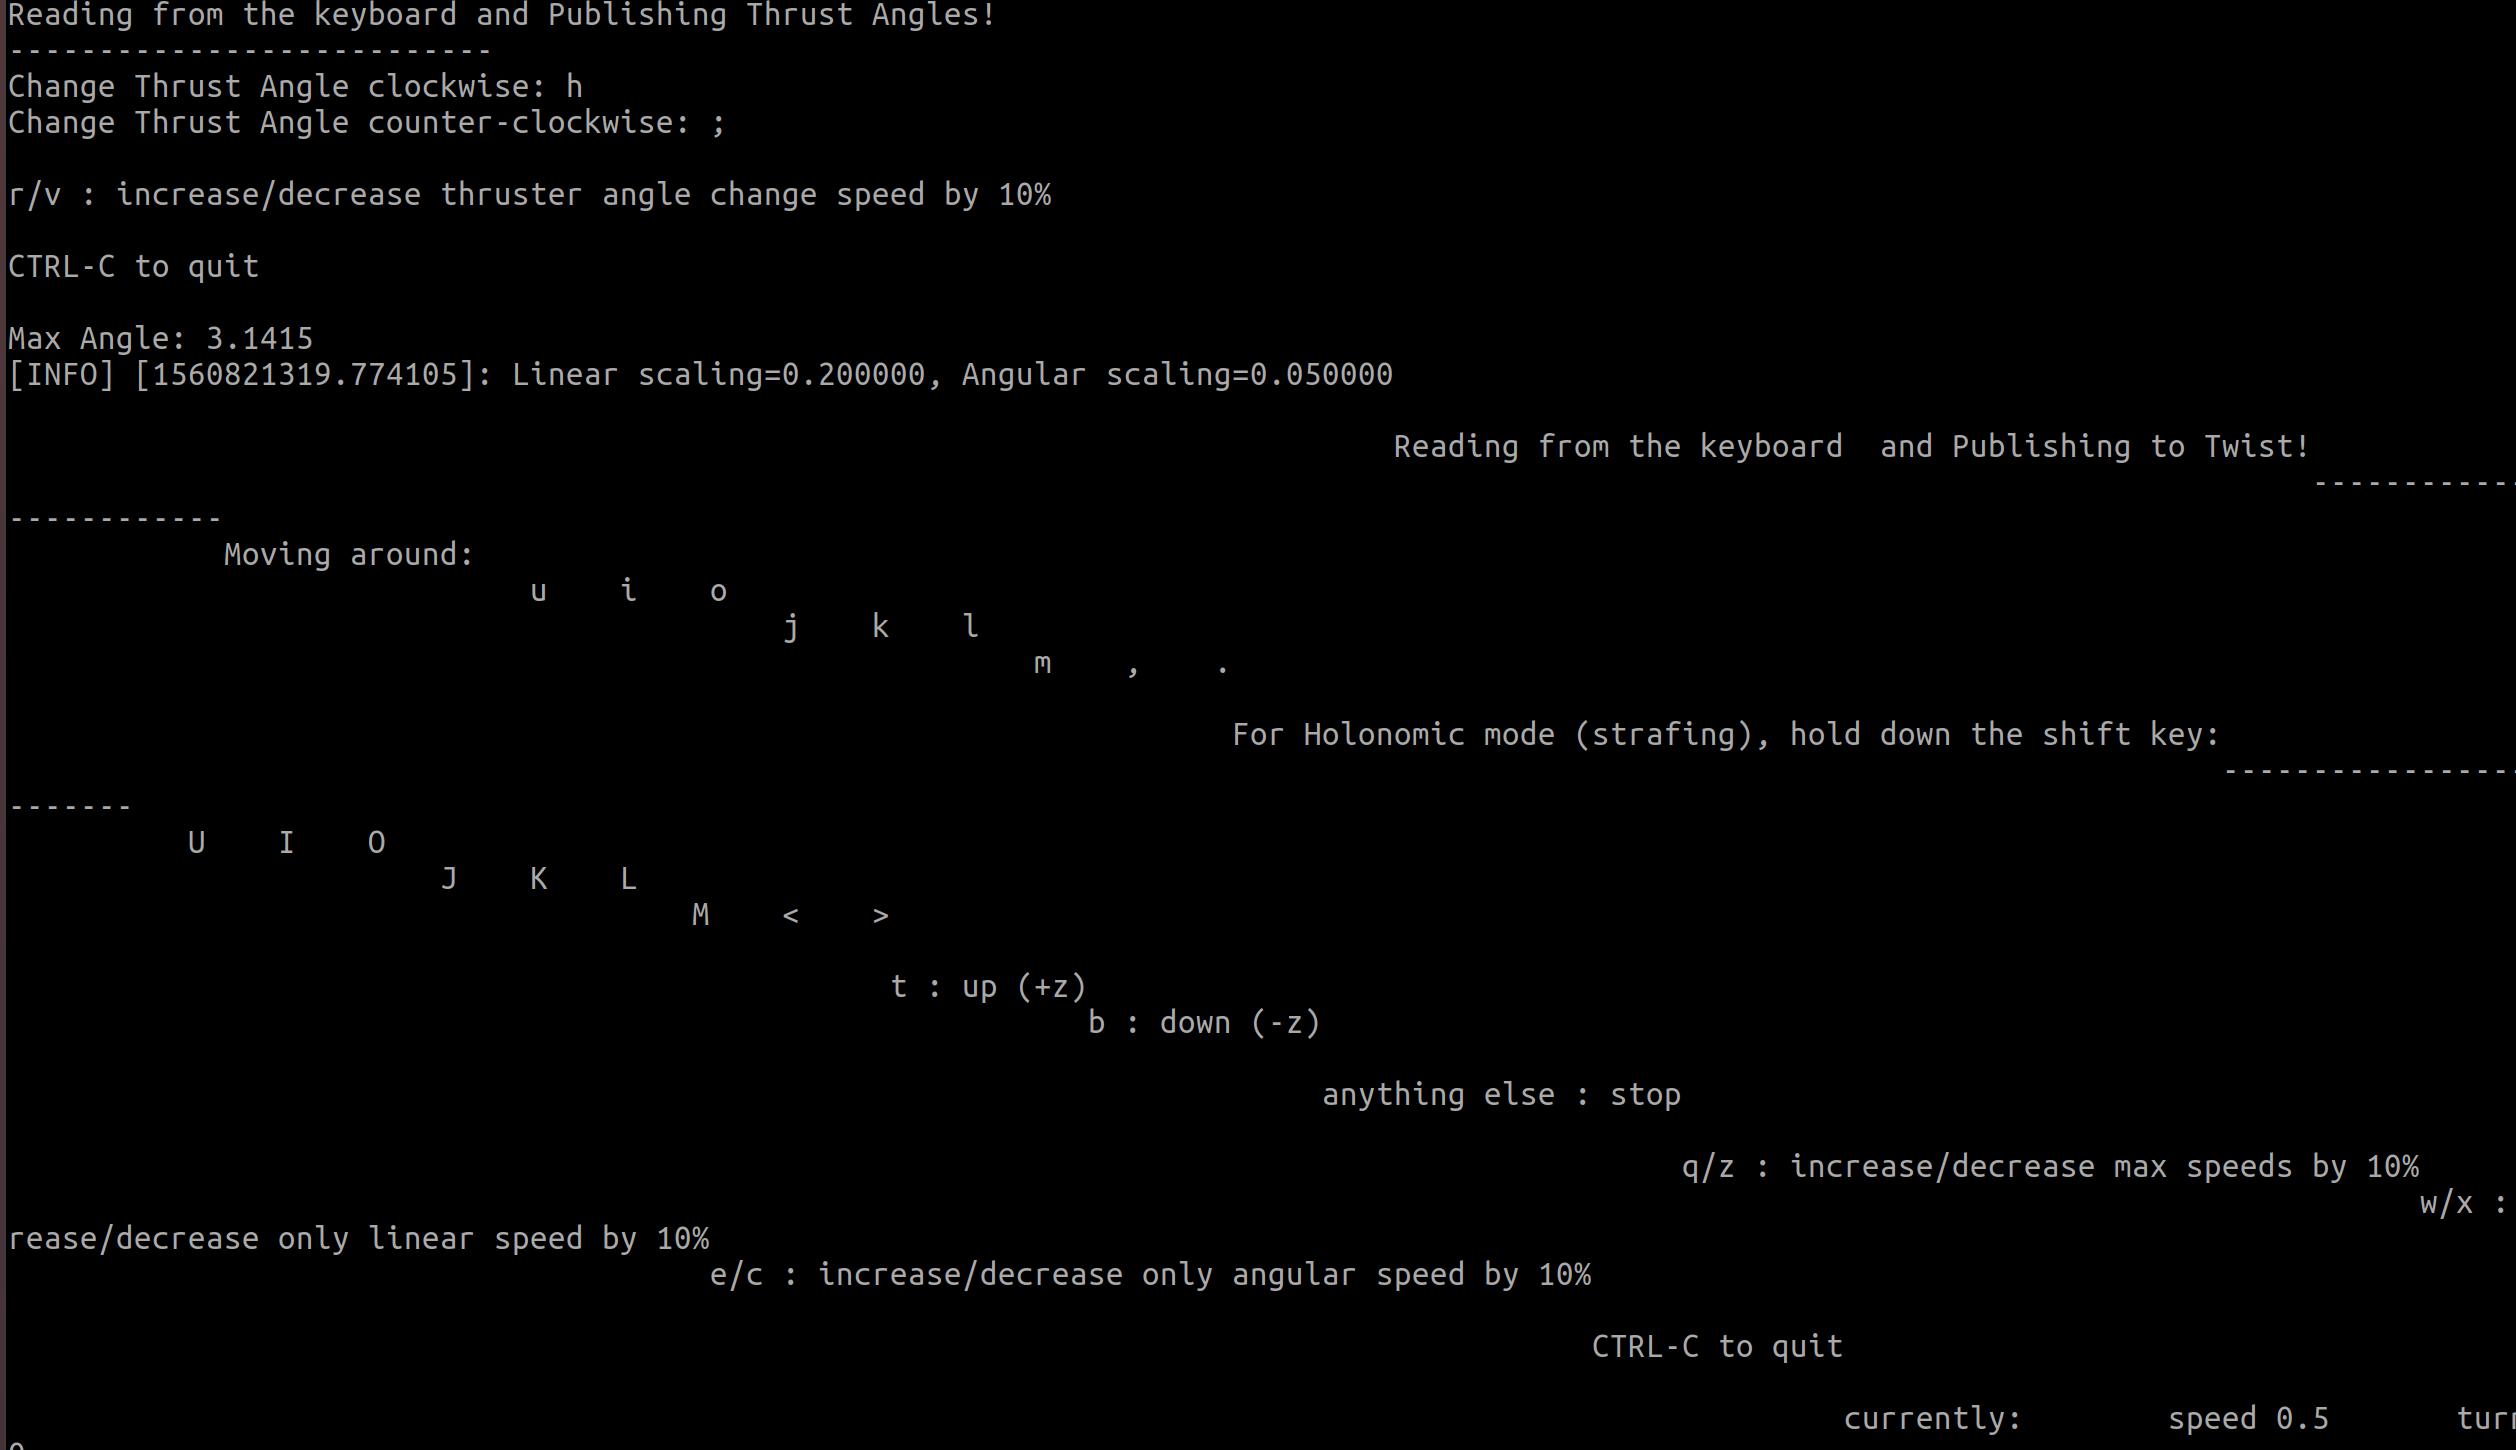 Reading from the keyboard and Publishing Thrust Angles!
---------------------------
Change Thrust Angle clockwise: h
Change Thrust Angle counter-clockwise: ;
r/v : increase/decrease thruster angle change speed by 10%
CTRL-C to quit
Max Angle: 3.1415
[INFO] [1560821319.774105]: Linear scaling=0.200000, Angular scaling=0.050000
Reading from the keyboard  and Publishing to Twist!
------------
------------
Moving around:
u    i    o
j    k    l
m    ,    .
For Holonomic mode (strafing), hold down the shift key:
-----------------
-------
U    I    O
J    K    L
M    <    >
t : up (+z)
b : down (-z)
anything else : stop
q/z : increase/decrease max speeds by 10%
w/x :
rease/decrease only linear speed by 10%
e/c : increase/decrease only angular speed by 10%
CTRL-C to quit
currently:        speed 0.5       turn